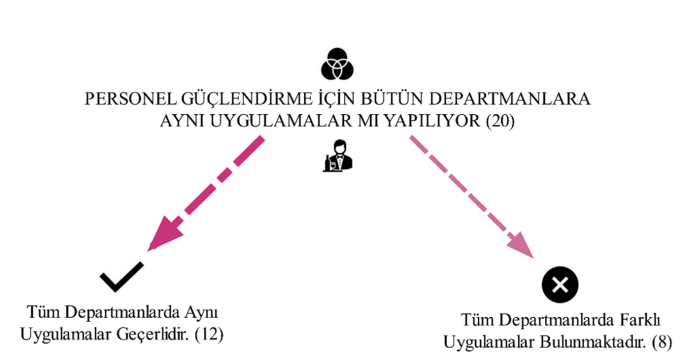 PERSONEL GÜÇLENDİRME İÇİN BÜTÜN DEPARTMANLARA
AYNI UYGULAMALAR MI YAPILIYOR (20)
Tüm Departmanlarda Aynı
Uygulamalar Geçerlidir. (12)
Tüm Departmanlarda Farklı
Uygulamalar Bulunmaktadır. (8)